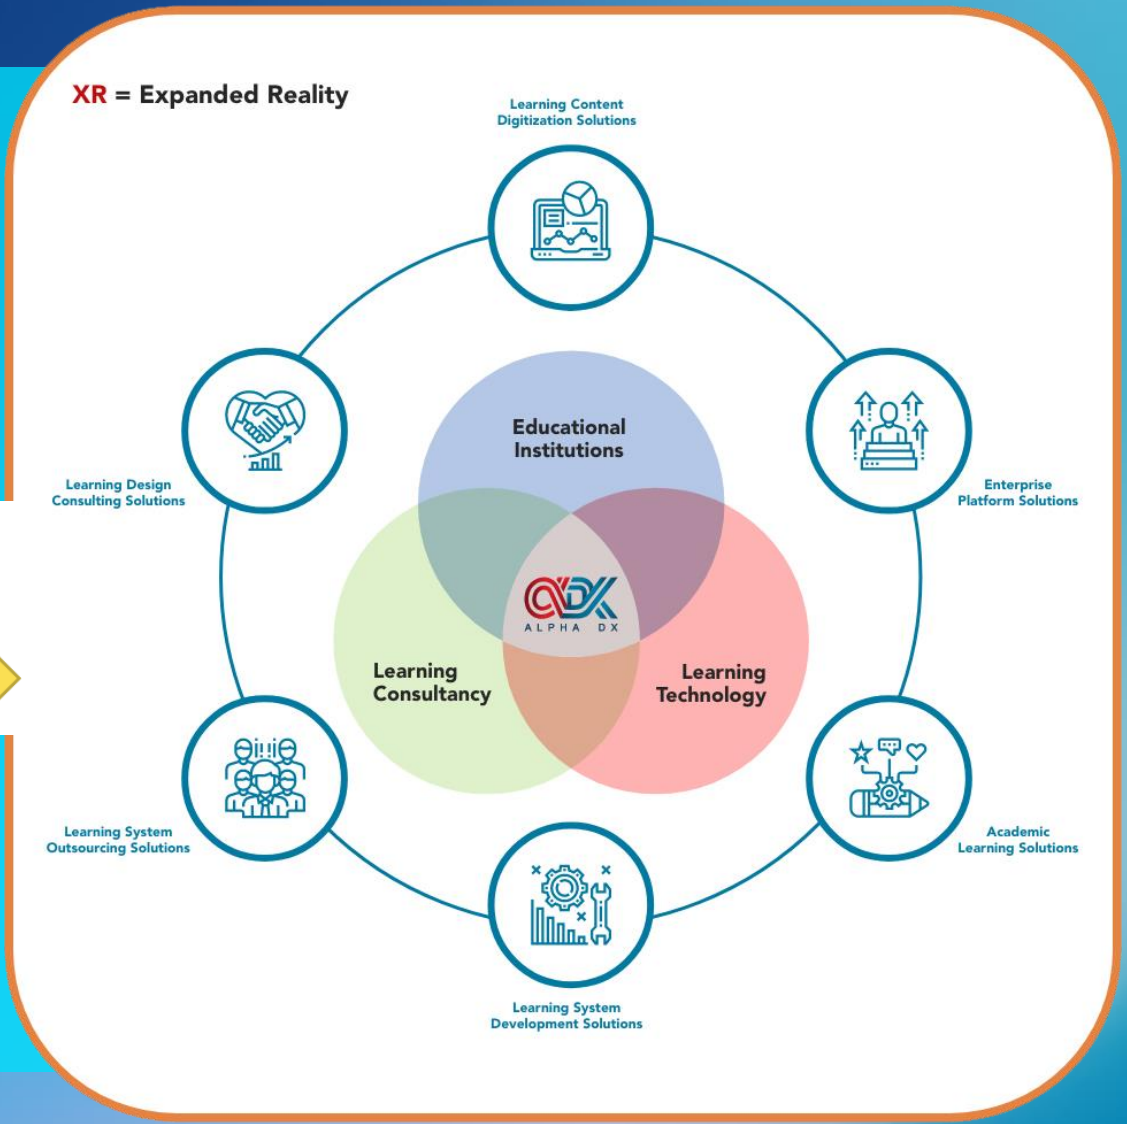 XR = Expanded Reality
Learning Content
Digitization Solutions
Educational
Institutions
Learning Design
Consulting Solutions
Enterprise
Platform Solutions
ALPHA DX
Learning
Consultancy
Learning
Technology
Learning System
Outsourcing Solutions
Academic
Learning Solutions
Learning System
Development Solutions